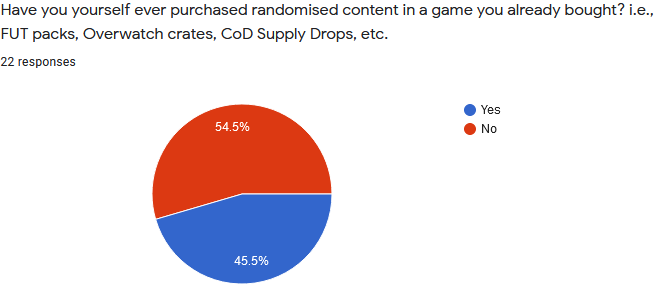 Have you yourself ever purchased randomised content in a game you already bought? i.e.,
FUT packs, Overwatch crates, CoD Supply Drops, etc.
22 responses
Yes
No
54.5%
45.5%